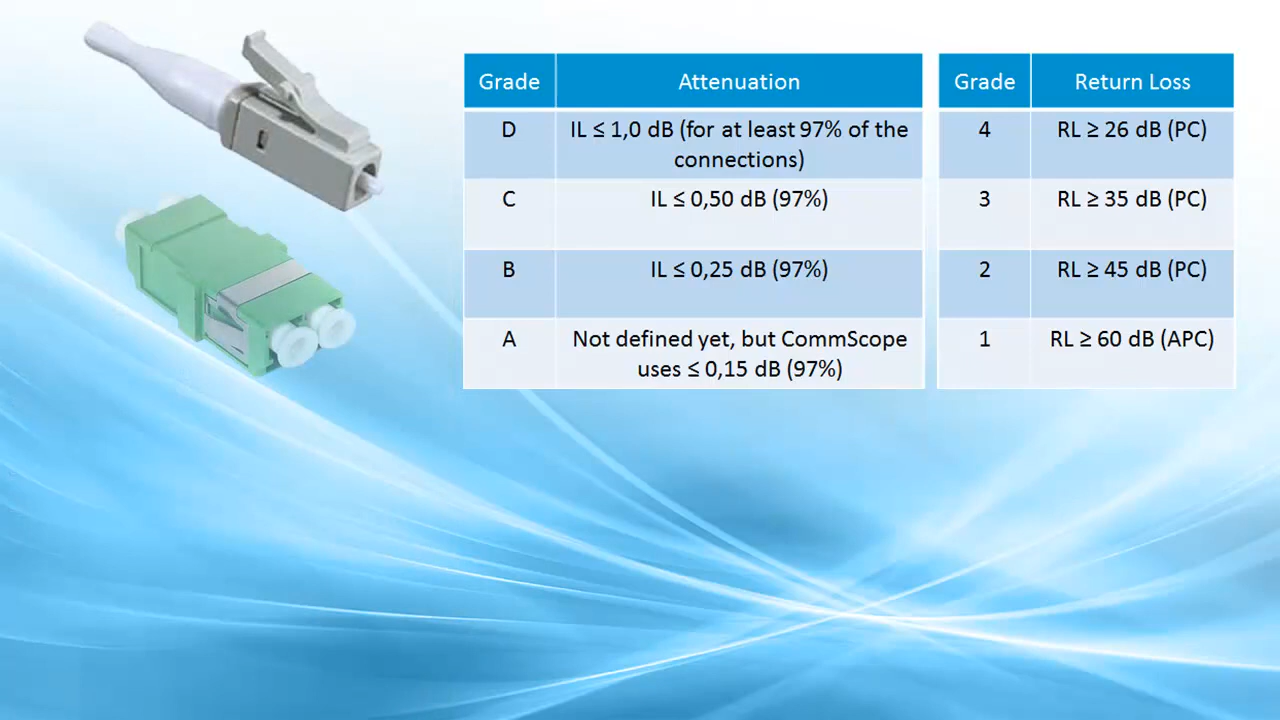 Grade Attenuation
D IL ≤ 1,0 dB (for at least 97% of the
connections)
C IL ≤ 0,50 dB (97%)
B IL ≤ 0,25 dB (97%)
A Not defined yet, but CommScope
uses ≤ 0,15 dB (97%)
Grade Return Loss
4 RL ≥ 26 dB (PC)
3 RL ≥ 35 dB (PC)
2 RL ≥ 45 dB (PC)
1 RL ≥ 60 dB (APC)